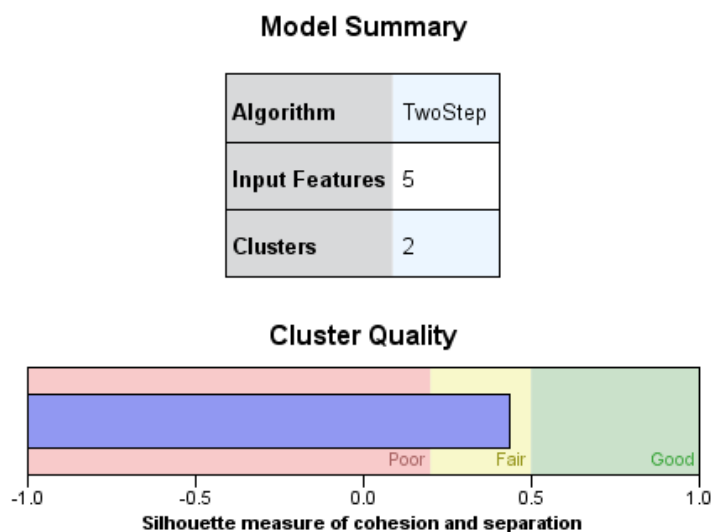 Model Summary
Algorithm TwoStep
Input Features 5
Clusters 2
Cluster Quality
Poor Fair Good
-1.0 -0.5 0.0 0.5 1.0
Silhouette measure of cohesion and separation